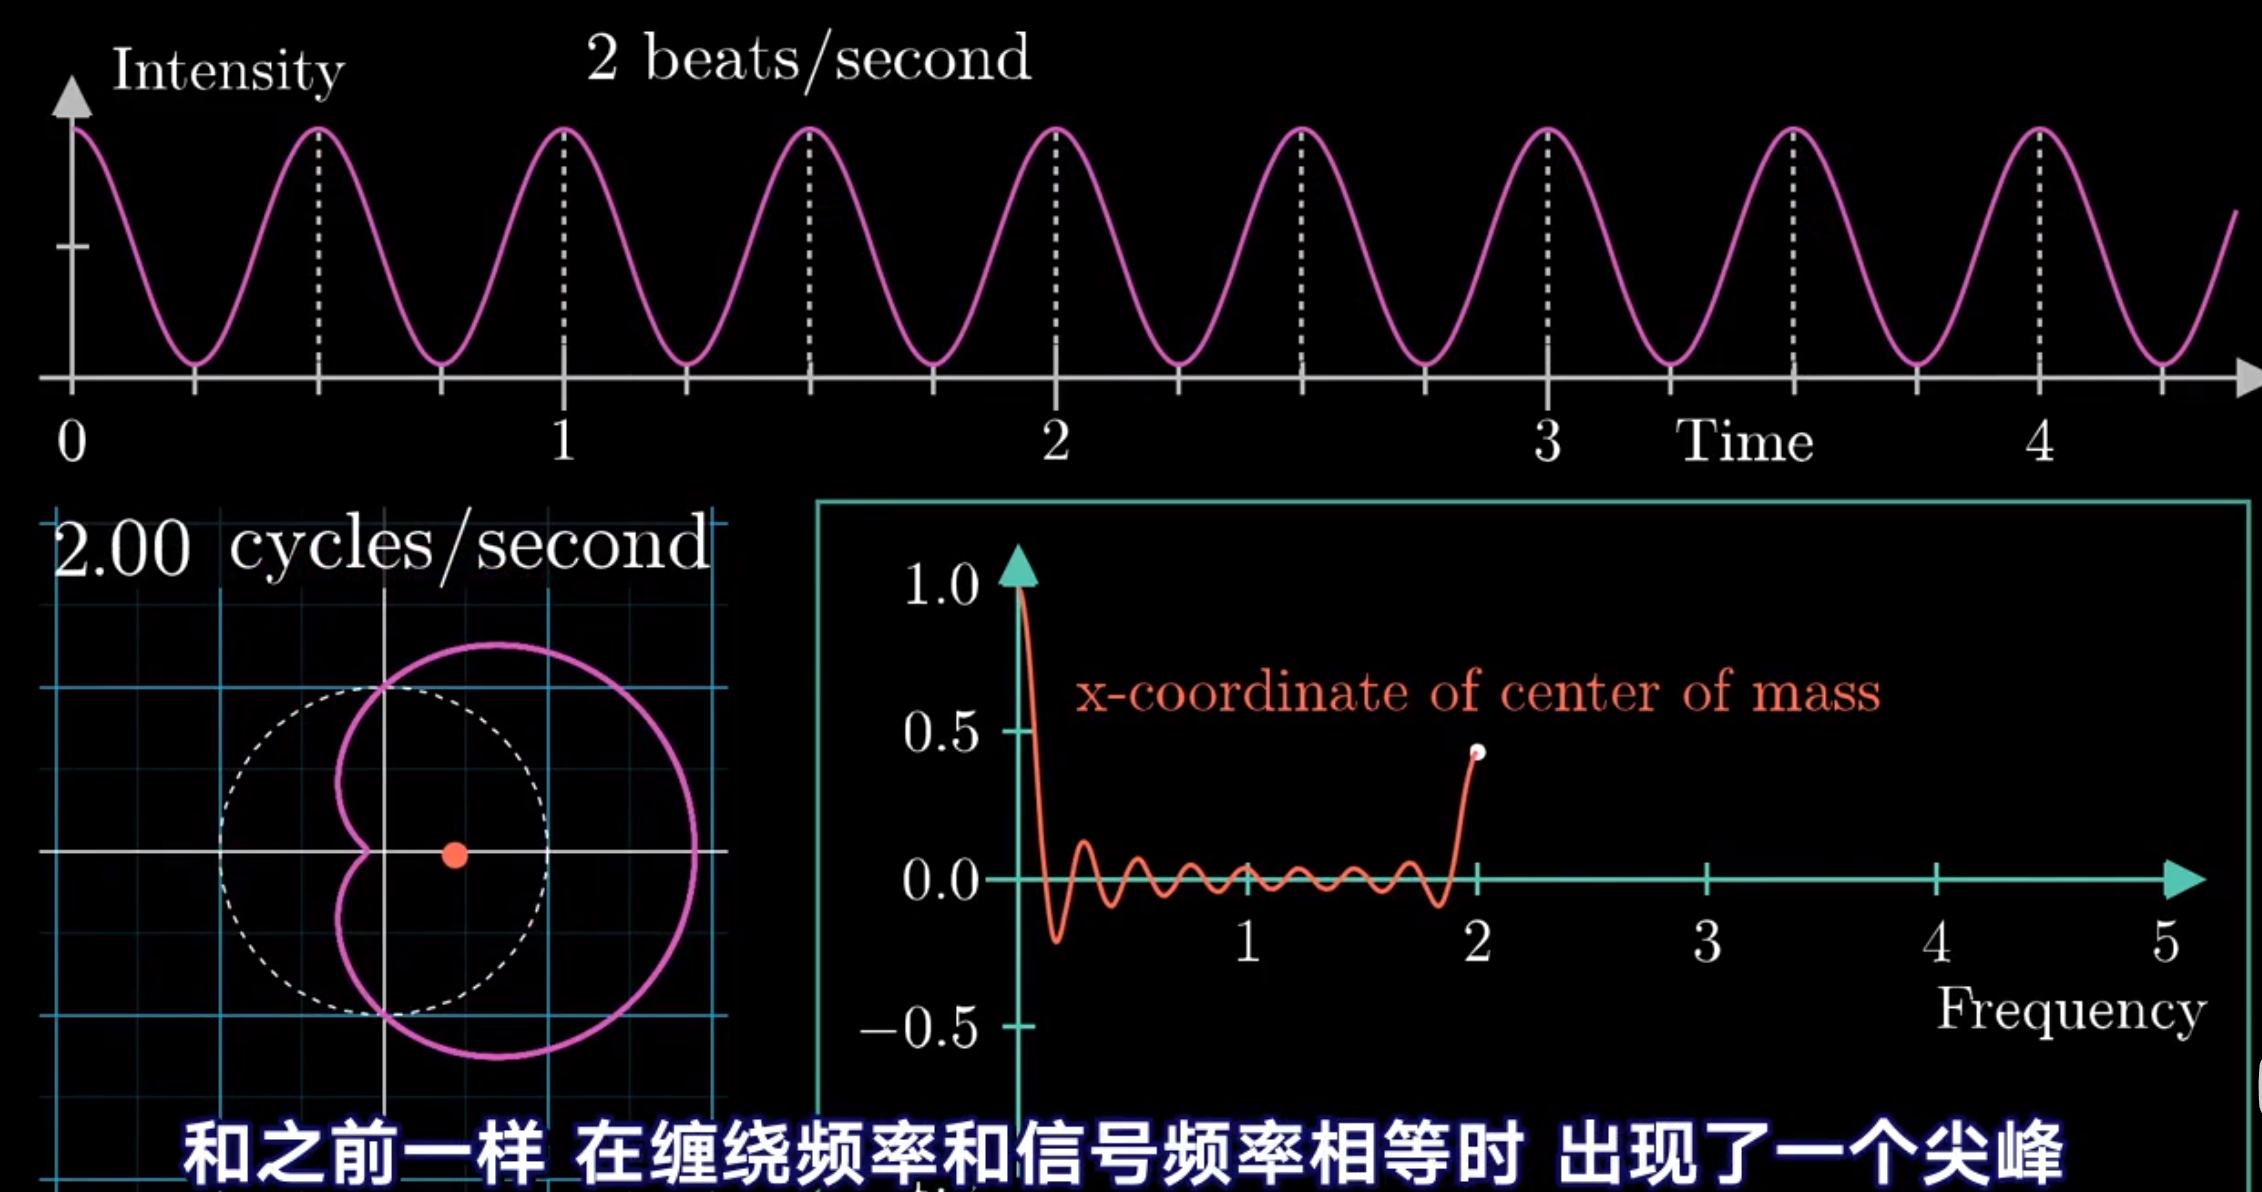 Intensity
2 beats/second
0 1 2 3 Time 4
2.00 cycles/second
1.0
x-coordinate of center of mass
0.5
0.0
1 2 3 4 5
Frequency
−0.5
和之前一样 在缠绕频率和信号频率相等时 出现了一个尖峰